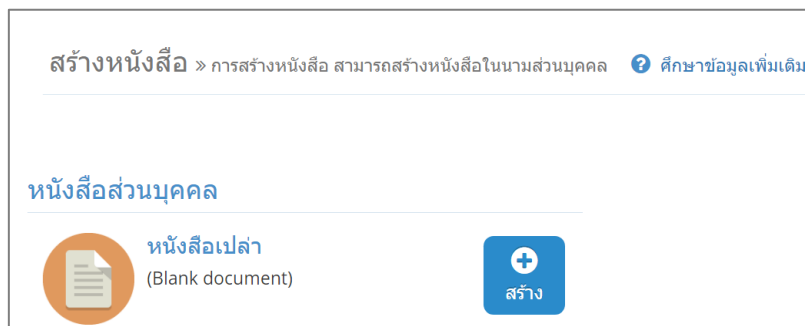 สร้างหนังสือ » การสร้างหนังสือ สามารถสร้างหนังสือในนามส่วนบุคคล ? ศึกษาข้อมูลเพิ่มเติม
หนังสือส่วนบุคคล
หนังสือเปล่า
(Blank document)
สร้าง